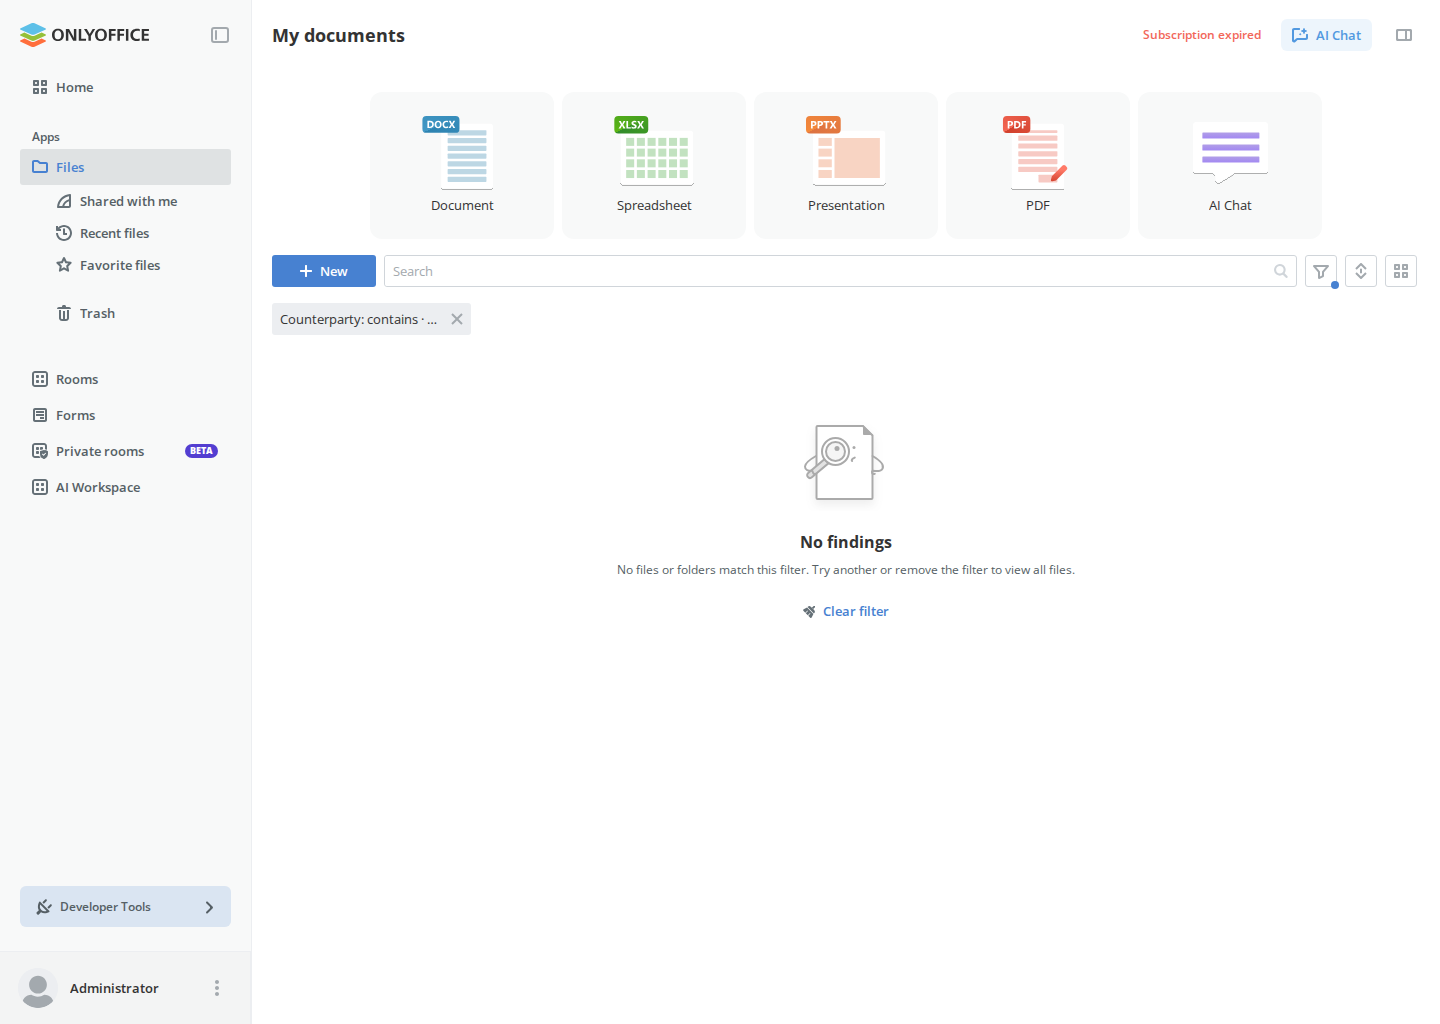 ONLYOFFICE
Home
Apps
Files
Shared with me
Recent files
Favorite files
Trash
Rooms
Forms
Private rooms
BETA
AI Workspace
Developer Tools
Administrator
My documents
Subscription expired
AI Chat
DOCX
Document
XLSX
Spreadsheet
PPTX
Presentation
PDF
PDF
AI Chat
New
Search
Counterparty: contains · ...
No findings
No files or folders match this filter. Try another or remove the filter to view all files.
Clear filter